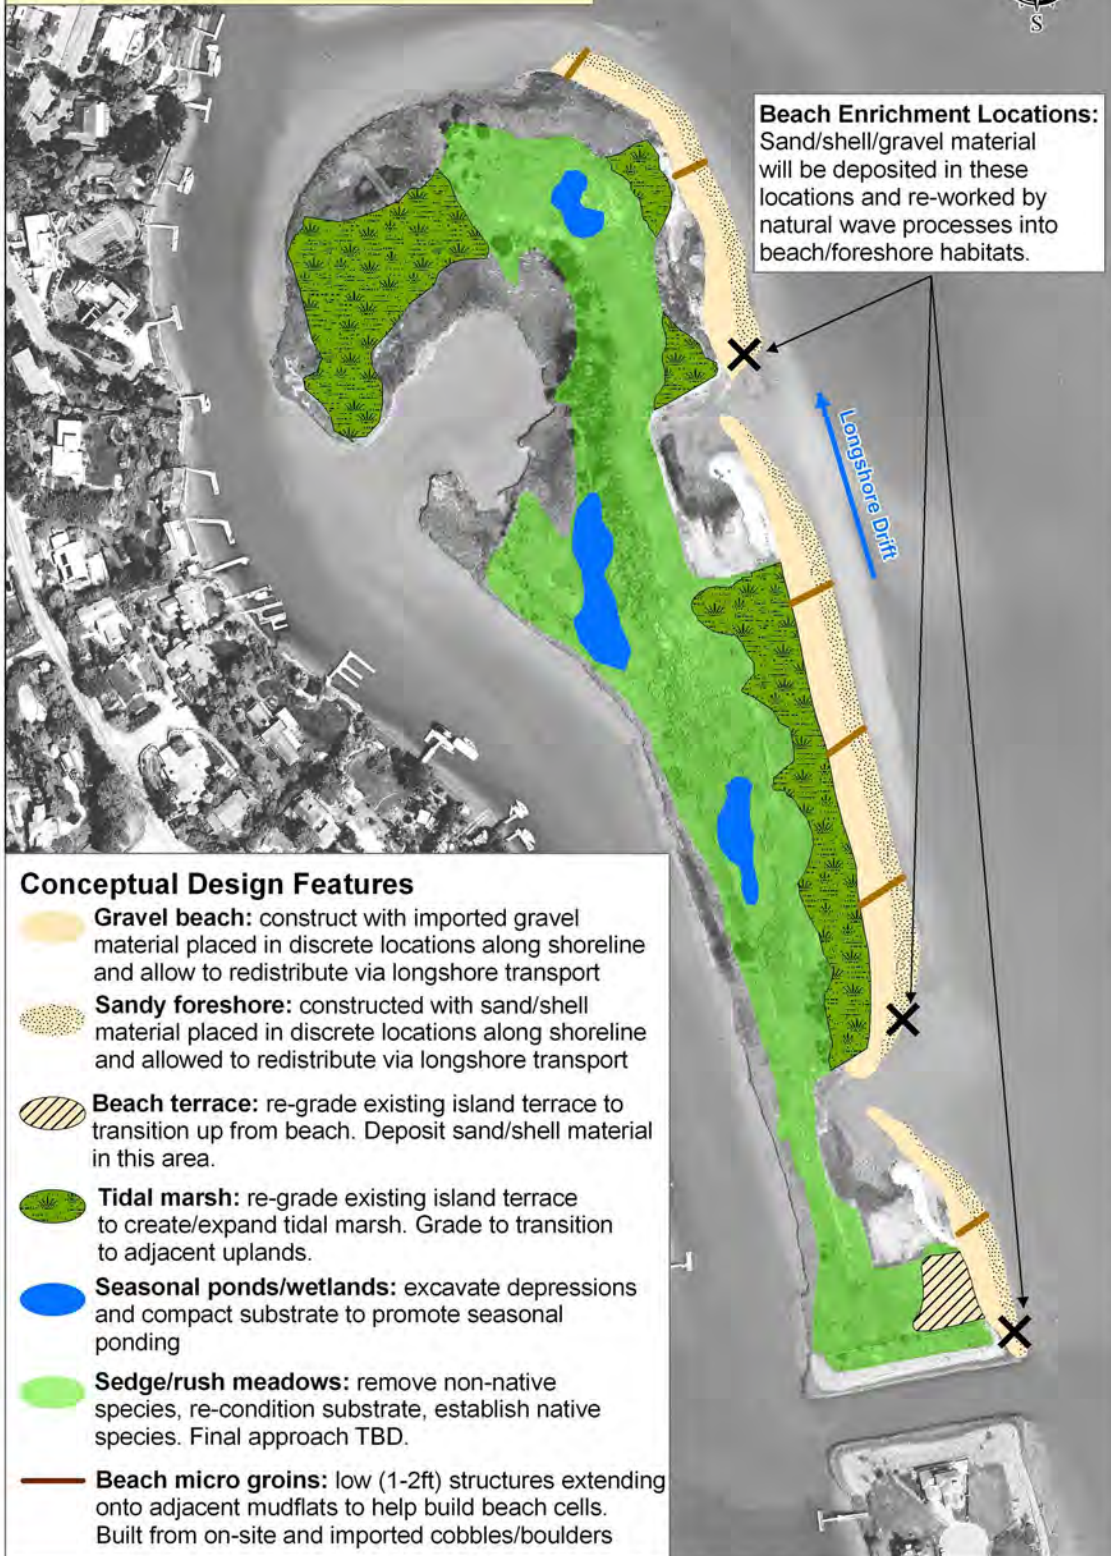 S
Beach Enrichment Locations:
Sand/shell/gravel material
will be deposited in these
locations and re-worked by
natural wave processes into
beach/foreshore habitats.
Longshore Drift
Conceptual Design Features
Gravel beach: construct with imported gravel
material placed in discrete locations along shoreline
and allow to redistribute via longshore transport
Sandy foreshore: constructed with sand/shell
material placed in discrete locations along shoreline
and allowed to redistribute via longshore transport
Beach terrace: re-grade existing island terrace to
transition up from beach. Deposit sand/shell material
in this area.
Tidal marsh: re-grade existing island terrace
to create/expand tidal marsh. Grade to transition
to adjacent uplands.
Seasonal ponds/wetlands: excavate depressions
and compact substrate to promote seasonal
ponding
Sedge/rush meadows: remove non-native
species, re-condition substrate, establish native
species. Final approach TBD.
Beach micro groins: low (1-2ft) structures extending
onto adjacent mudflats to help build beach cells.
Built from on-site and imported cobbles/boulders